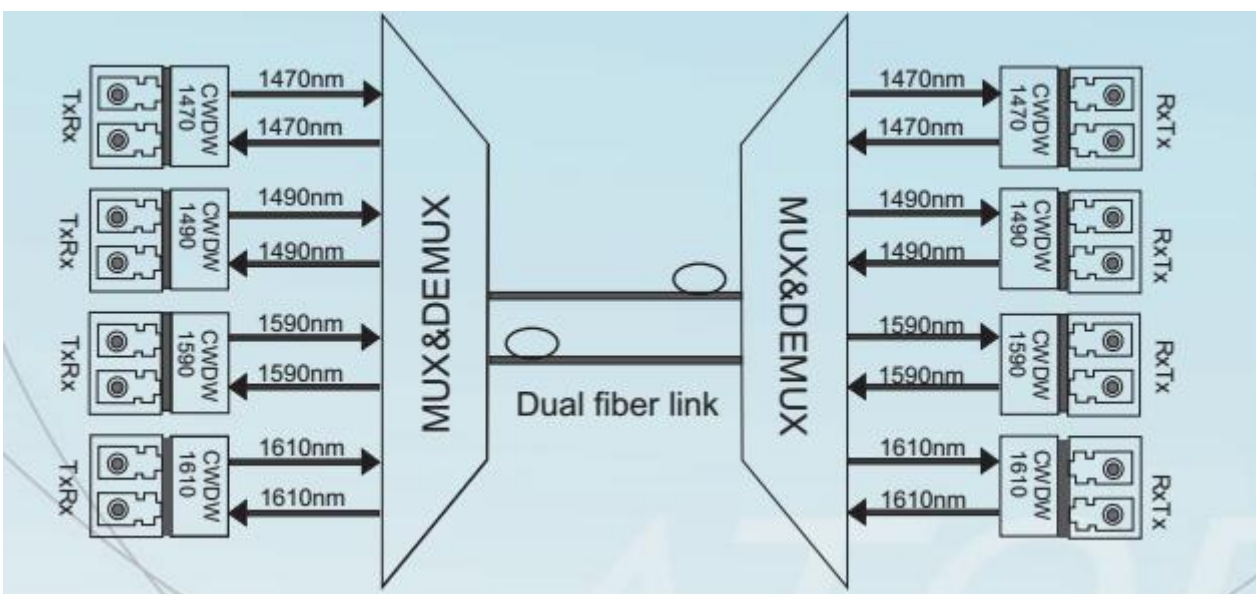 1470nm
1470nm
TxRx
CWDW
1470
1490nm
1490nm
TxRx
CWDW
1490
1590nm
1590nm
TxRx
CWDW
1590
1610nm
1610nm
TxRx
CWDW
1610
MUX&DEMUX
Dual fiber link
MUX&DEMUX
1470nm
1470nm
CWDW
1470
RxTx
1490nm
1490nm
CWDW
1490
RxTx
1590nm
1590nm
CWDW
1590
RxTx
1610nm
1610nm
CWDW
1610
RxTx